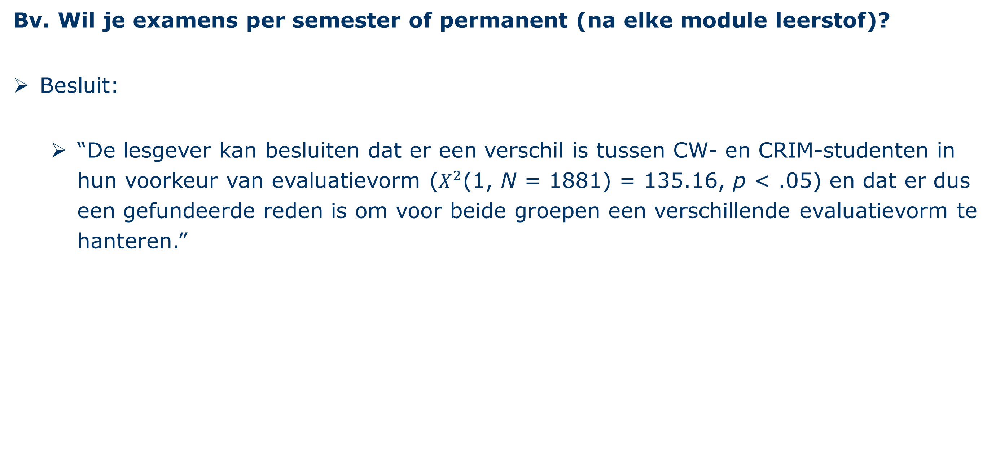 Bv. Wil je examens per semester of permanent (na elke module leerstof)?
➢ Besluit:
➢ “De lesgever kan besluiten dat er een verschil is tussen CW- en CRIM-studenten in
hun voorkeur van evaluatievorm (X²(1, N = 1881) = 135.16, p < .05) en dat er dus
een gefundeerde reden is om voor beide groepen een verschillende evaluatievorm te
hanteren.”